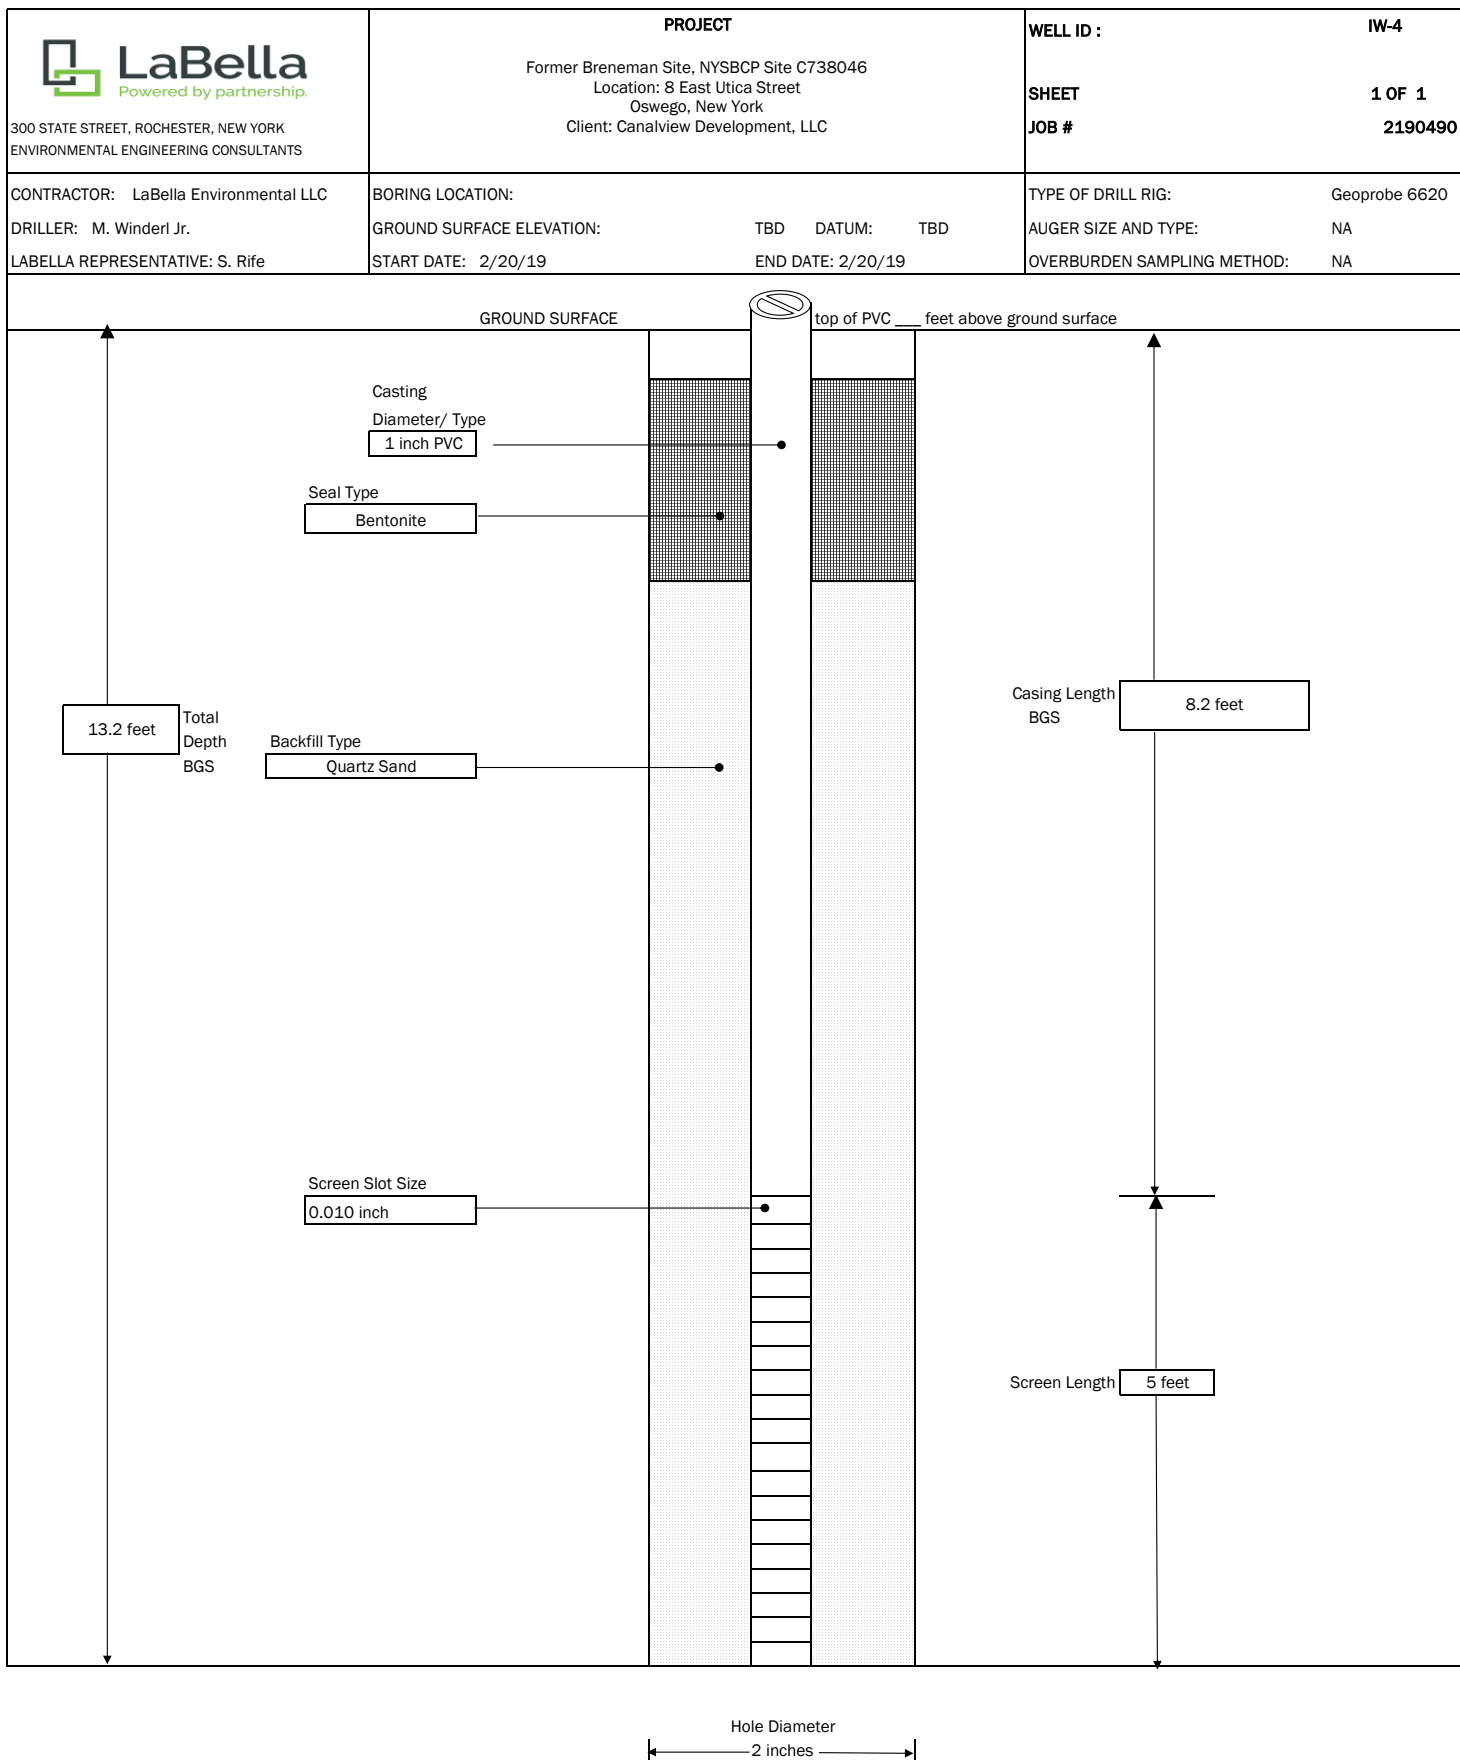 LaBella
Powered by partnership.
300 STATE STREET, ROCHESTER, NEW YORK
ENVIRONMENTAL ENGINEERING CONSULTANTS
PROJECT
Former Breneman Site, NYSBCP Site C738046
Location: 8 East Utica Street
Oswego, New York
Client: Canalview Development, LLC
WELL ID : IW-4
SHEET 1 OF 1
JOB # 2190490
CONTRACTOR: LaBella Environmental LLC
DRILLER: M. Winderl Jr.
LABELLA REPRESENTATIVE: S. Rife
BORING LOCATION:
GROUND SURFACE ELEVATION: TBD DATUM: TBD
START DATE: 2/20/19 END DATE: 2/20/19
TYPE OF DRILL RIG: Geoprobe 6620
AUGER SIZE AND TYPE: NA
OVERBURDEN SAMPLING METHOD: NA
GROUND SURFACE
top of PVC ___ feet above ground surface
Casting
Diameter/ Type
1 inch PVC
Seal Type
Bentonite
Casing Length
BGS
8.2 feet
13.2 feet
Total
Depth
BGS
Backfill Type
Quartz Sand
Screen Slot Size
0.010 inch
Screen Length
5 feet
Hole Diameter
2 inches